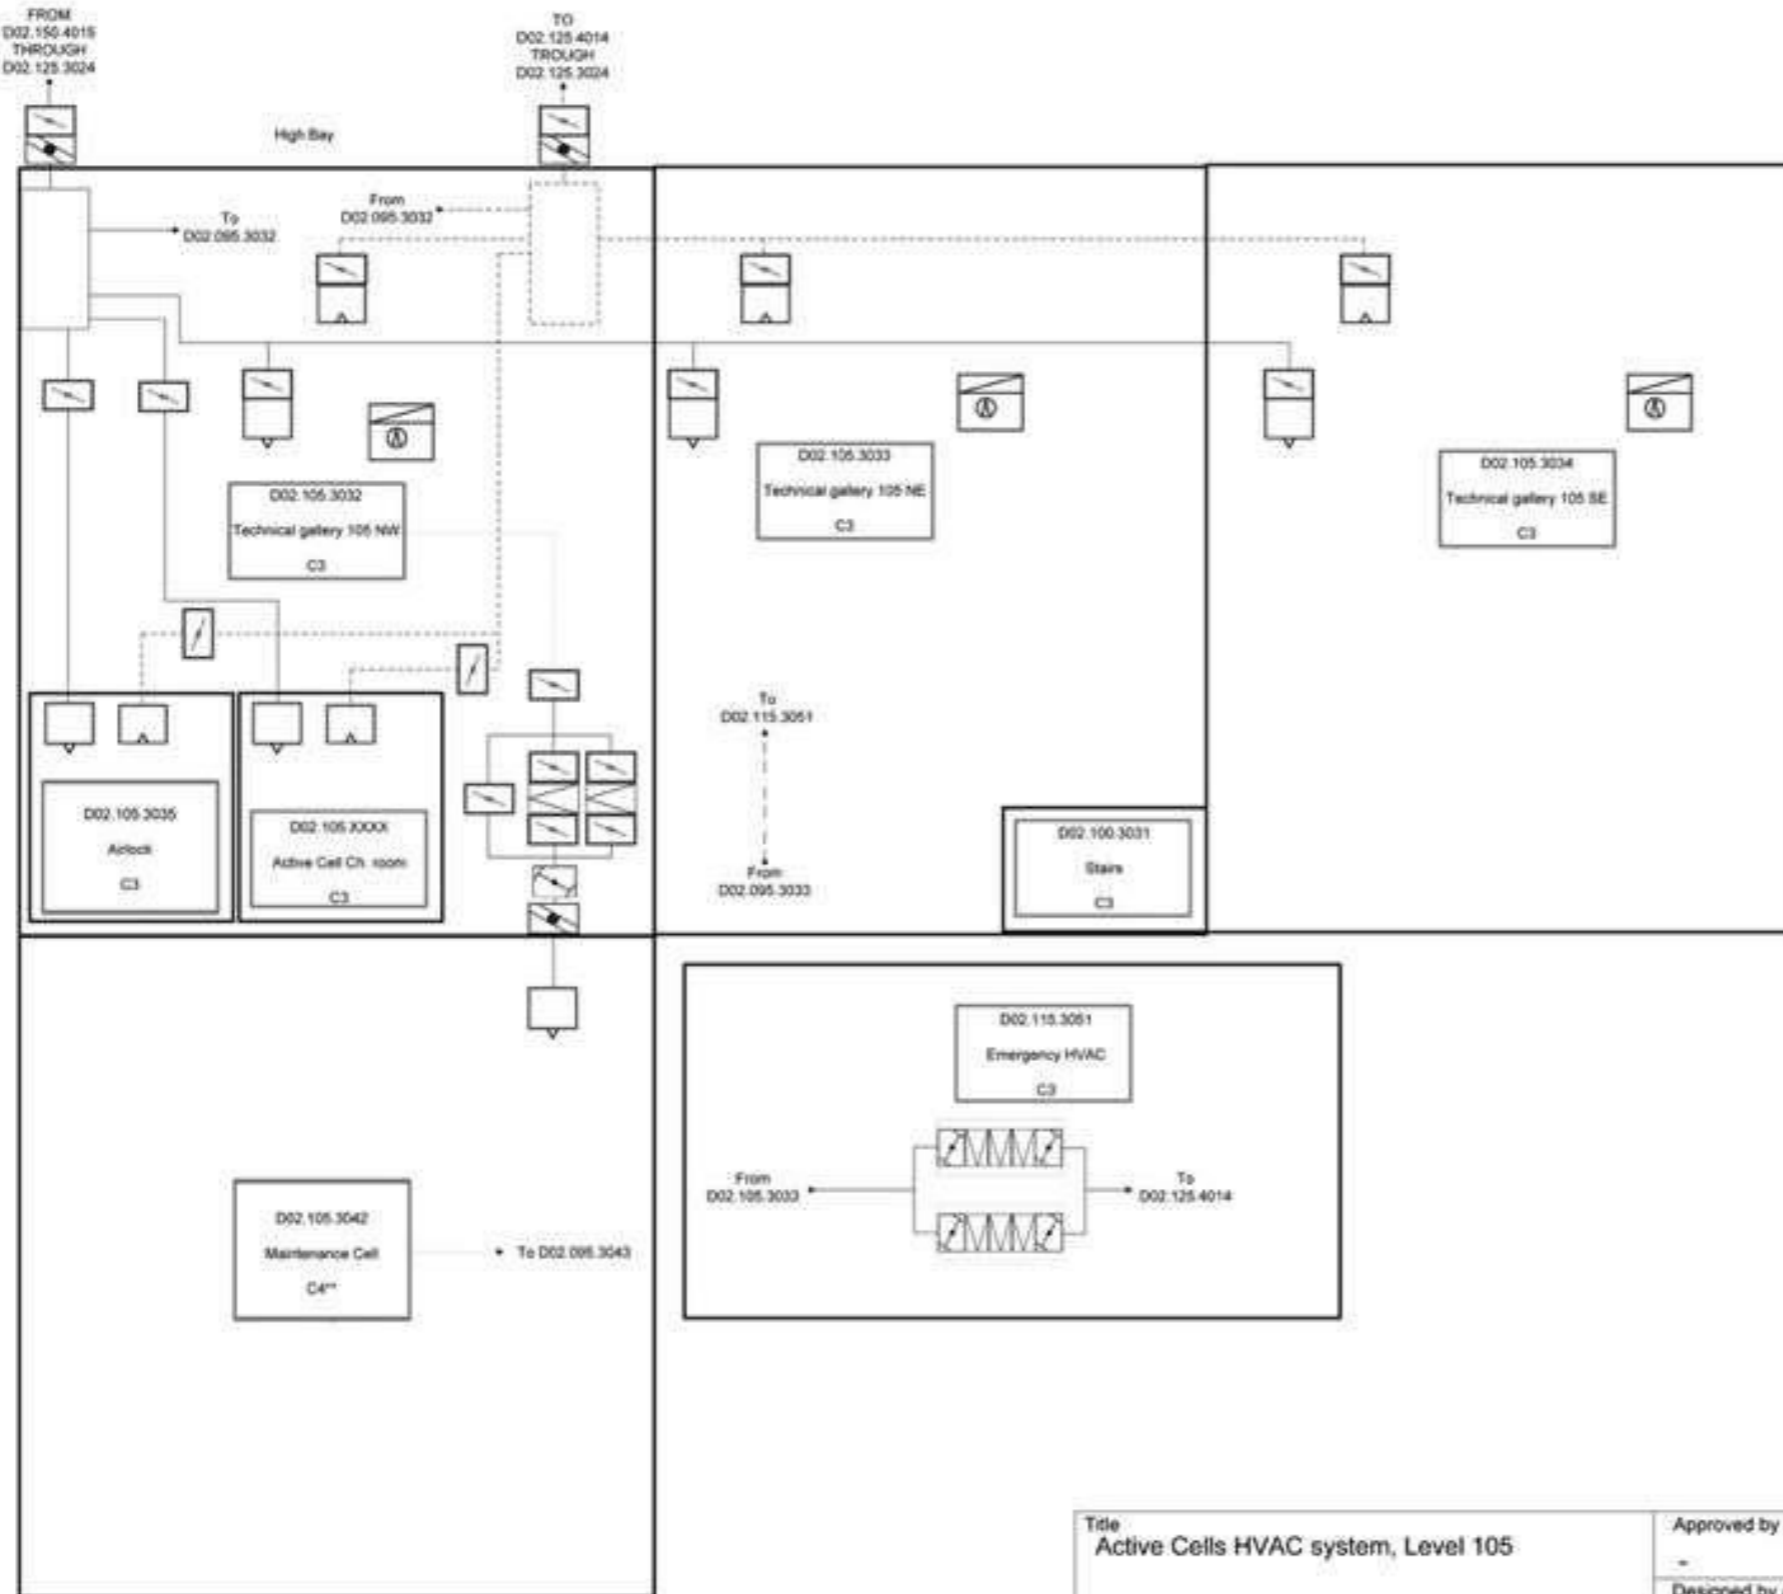 FROM
D02.150.4015
THROUGH
D02.125.3024
TO
D02.125.4014
TROUGH
D02.125.3024
High Bay
To
D02.095.3032
From
D02.095.3032
D02.105.3032
Technical gallery 105 NW
C3
D02.105.3033
Technical gallery 105 NE
C3
D02.105.3034
Technical gallery 105 SE
C3
To
D02.115.3051
From
D02.095.3033
D02.105.3035
Airlock
C3
D02.105.XXXX
Active Cell Ch. room
C3
D02.100.3031
Stairs
C3
D02.115.3051
Emergency HVAC
C3
From
D02.105.3033
To
D02.125.4014
D02.105.3042
Maintenance Cell
C4**
To D02.095.3043
Title
Active Cells HVAC system, Level 105
Approved by
-
Designed by